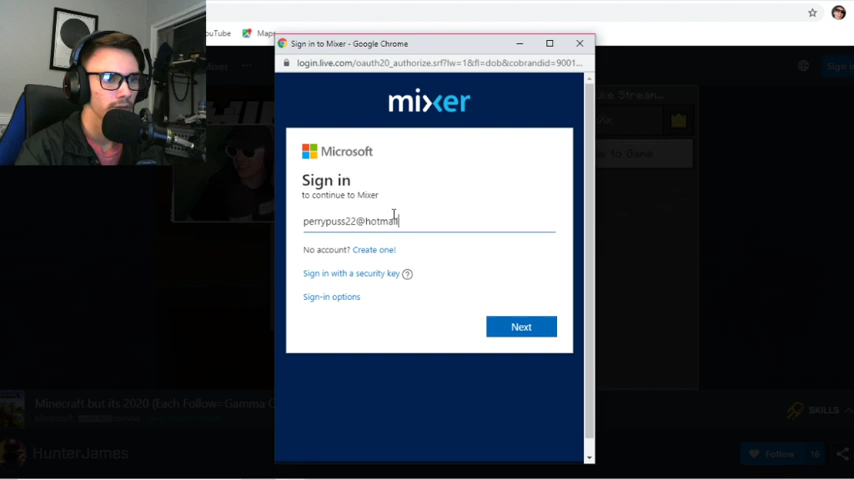 YouTube
Sign in to Mixer - Google Chrome
login.live.com/oauth20_authorize.srf?lw=1&fl=dob&cobrandid=9001...
Sign
mixer
Microsoft
Sign in
to continue to Mixer
perrypuss22@hotmail
No account? Create one!
Sign in with a security key
Sign-in options
Next
Minecraft but its 2020 (Each Follow=Gamma
SKILLS
HunterJames
Follow 16